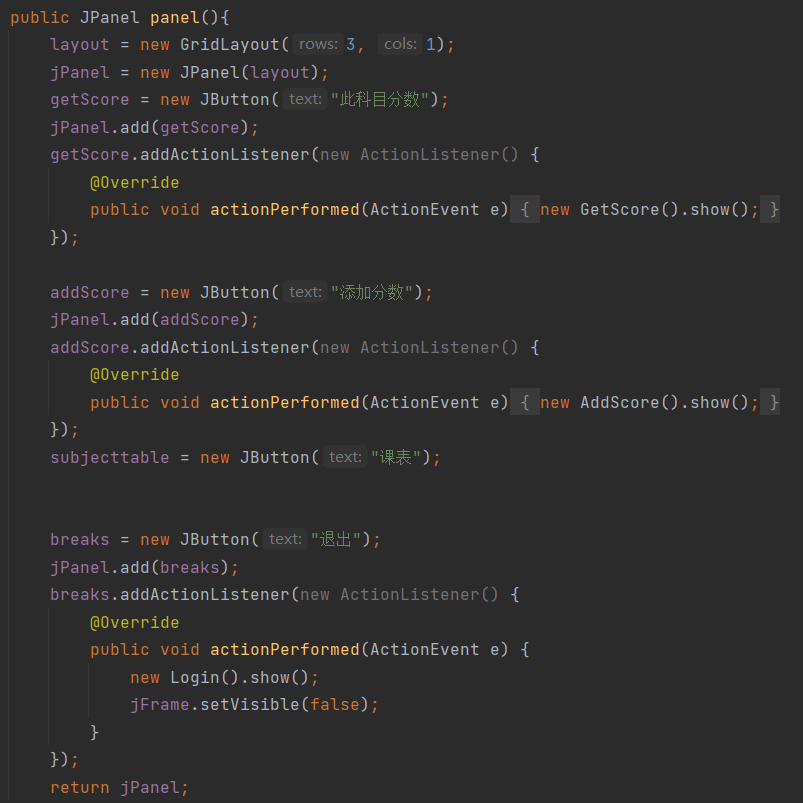 public JPanel panel(){
    layout = new GridLayout( rows: 3, cols: 1);
    jPanel = new JPanel(layout);
    getScore = new JButton( text: "此科目分数");
    jPanel.add(getScore);
    getScore.addActionListener(new ActionListener() {
        @Override
        public void actionPerformed(ActionEvent e) { new GetScore().show(); }
    });

    addScore = new JButton( text: "添加分数");
    jPanel.add(addScore);
    addScore.addActionListener(new ActionListener() {
        @Override
        public void actionPerformed(ActionEvent e) { new AddScore().show(); }
    });
    subjecttable = new JButton( text: "课表");


    breaks = new JButton( text: "退出");
    jPanel.add(breaks);
    breaks.addActionListener(new ActionListener() {
        @Override
        public void actionPerformed(ActionEvent e) {
            new Login().show();
            jFrame.setVisible(false);
        }
    });
    return jPanel;